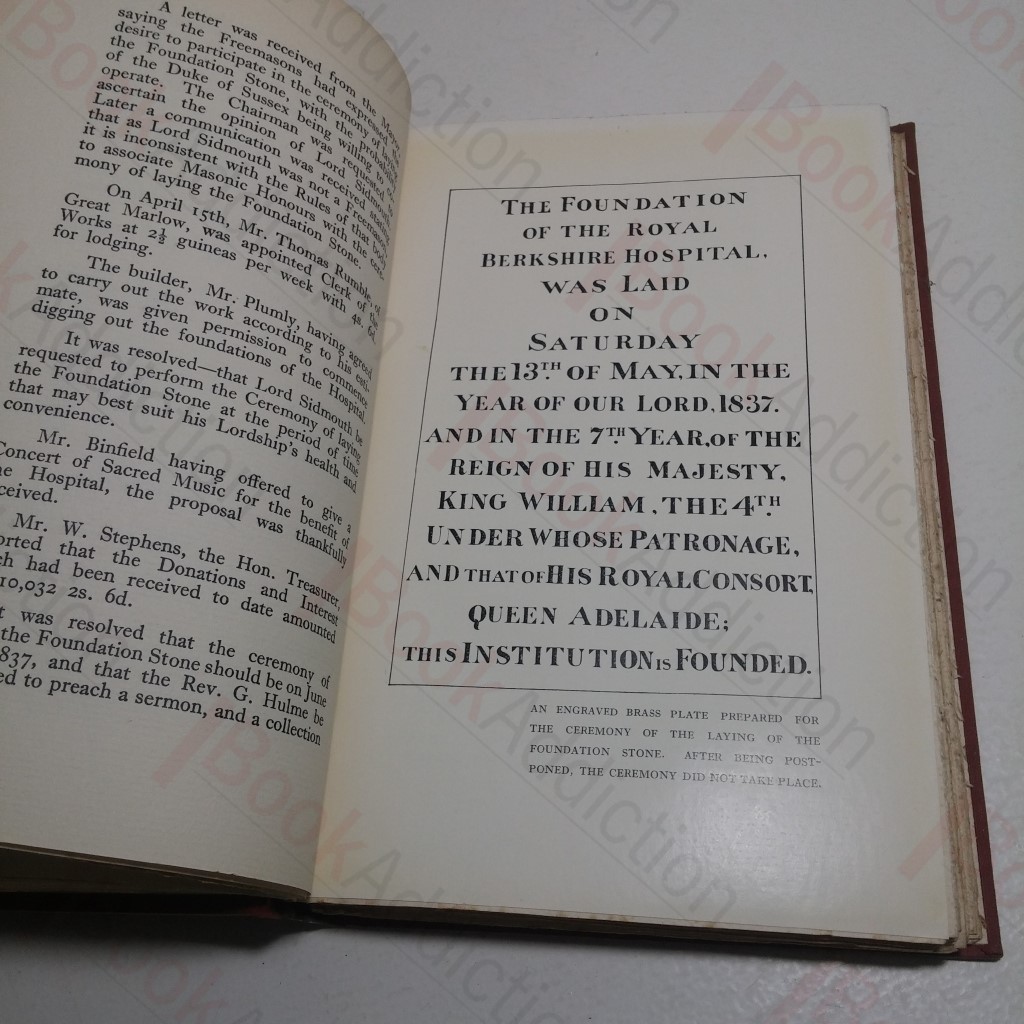 A letter was received from the Mayor
saying the Freemasons had expressed the
desire to participate in the ceremony of laying
the Foundation Stone, with the probability
of the Duke of Sussex being willing to co-
operate. The Chairman was requested to
ascertain the opinion of Lord Sidmouth.
Later a communication was received stating
that as Lord Sidmouth was not a Freemason
it is inconsistent with the Rules of that body
to associate Masonic Honours with the cere-
mony of laying the Foundation Stone.
On April 15th, Mr. Thomas Rumble, of
Great Marlow, was appointed Clerk of the
Works at 2½ guineas per week with 4s. 6d.
for lodging.
The builder, Mr. Plumly, having agreed
to carry out the work according to his esti-
mate, was given permission to commence
digging out the foundations of the Hospital.
It was resolved—that Lord Sidmouth be
requested to perform the Ceremony of laying
the Foundation Stone at the period of time
that may best suit his Lordship's health and
convenience.
Mr. Binfield having offered to give a
Concert of Sacred Music for the benefit of
he Hospital, the proposal was thankfully
ceived.
Mr. W. Stephens, the Hon. Treasurer,
orted that the Donations and Interest
ch had been received to date amounted
10,032 2s. 6d.
t was resolved that the ceremony of
the Foundation Stone should be on June
837, and that the Rev. G. Hulme be
ed to preach a sermon, and a collection
THE FOUNDATION
OF THE ROYAL
BERKSHIRE HOSPITAL,
WAS LAID
ON
SATURDAY
THE 13TH OF MAY, IN THE
YEAR OF OUR LORD, 1837.
AND IN THE 7TH YEAR, OF THE
REIGN OF HIS MAJESTY,
KING WILLIAM, THE 4TH
UNDER WHOSE PATRONAGE,
AND THAT OF HIS ROYAL CONSORT,
QUEEN ADELAIDE;
THIS INSTITUTION IS FOUNDED.
AN ENGRAVED BRASS PLATE PREPARED FOR
THE CEREMONY OF THE LAYING OF THE
FOUNDATION STONE. AFTER BEING POST-
PONED, THE CEREMONY DID NOT TAKE PLACE.
BookAddiction